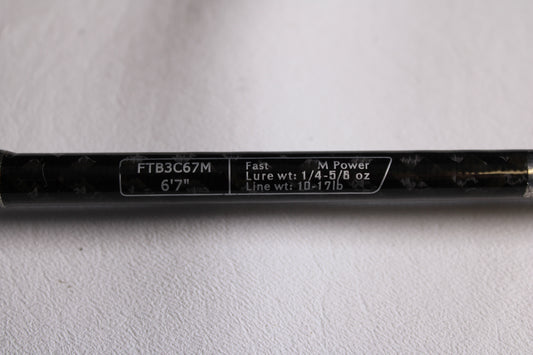 FTB3C67M
6'7"
Fast M Power
Lure wt: 1/4-5/8 oz
Line wt: 10-17lb